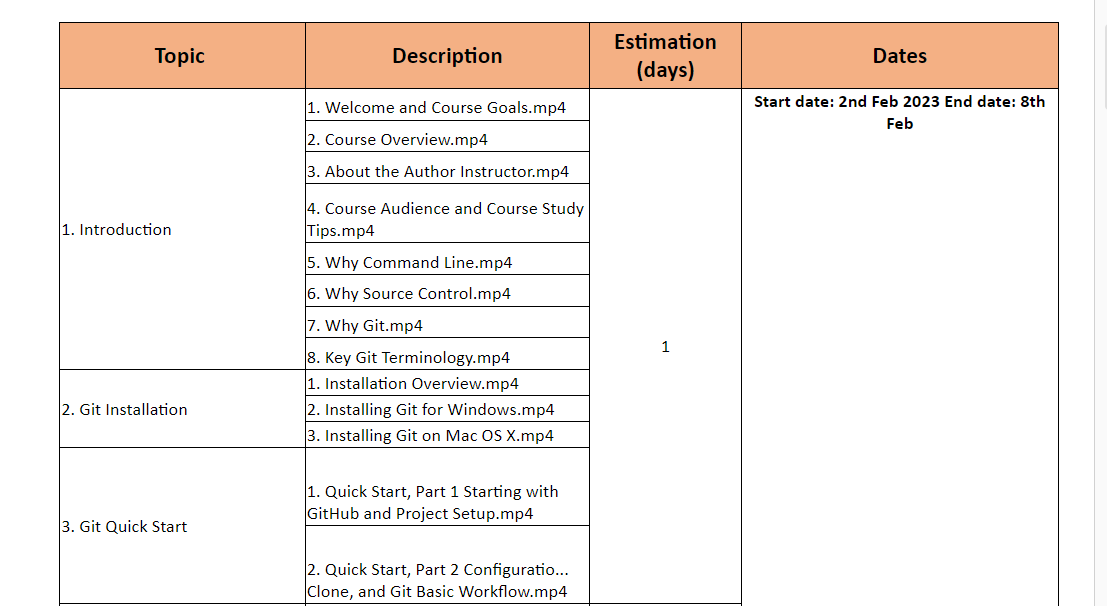 Topic
Description
Estimation
(days)
Dates
1. Introduction
1. Welcome and Course Goals.mp4
2. Course Overview.mp4
3. About the Author Instructor.mp4
4. Course Audience and Course Study
Tips.mp4
5. Why Command Line.mp4
6. Why Source Control.mp4
7. Why Git.mp4
8. Key Git Terminology.mp4
1
Start date: 2nd Feb 2023 End date: 8th
Feb
2. Git Installation
1. Installation Overview.mp4
2. Installing Git for Windows.mp4
3. Installing Git on Mac OS X.mp4
3. Git Quick Start
1. Quick Start, Part 1 Starting with
GitHub and Project Setup.mp4
2. Quick Start, Part 2 Configuratio...
Clone, and Git Basic Workflow.mp4